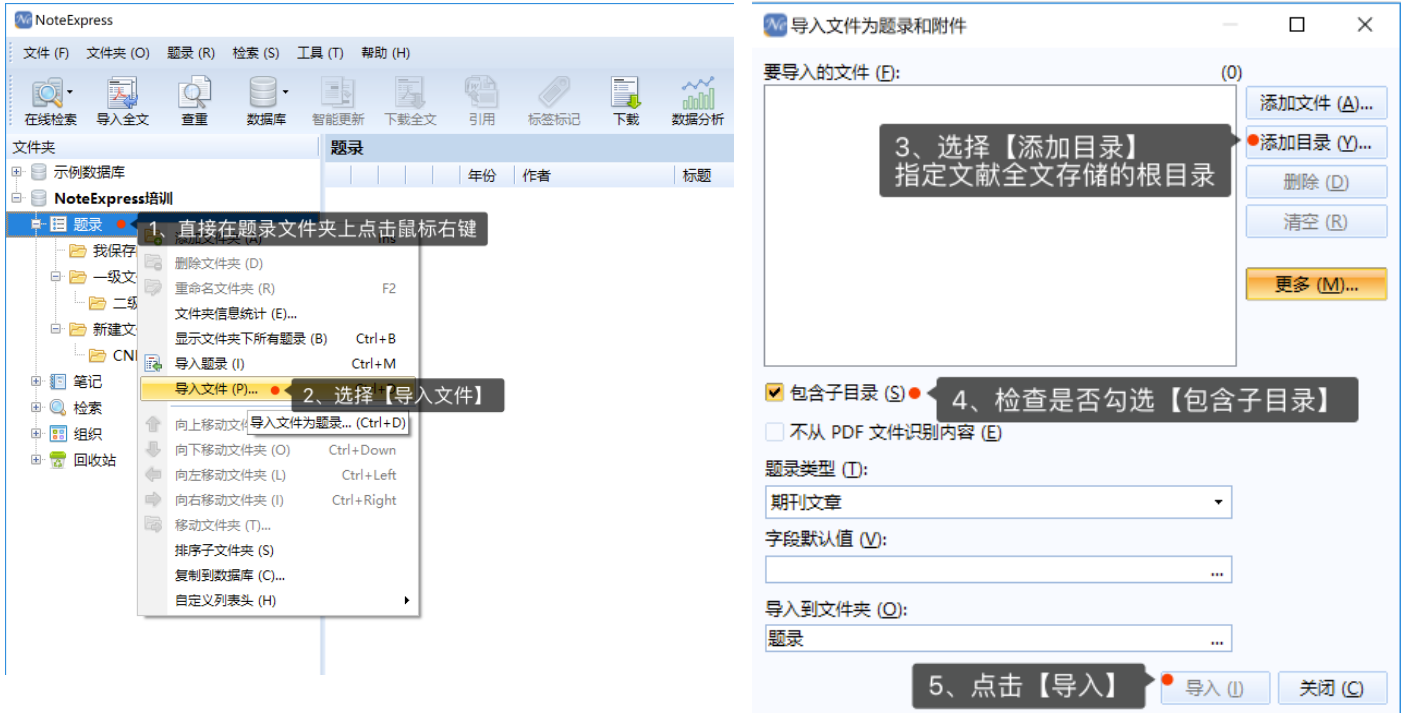 NoteExpress
文件 (F) 文件夹 (O) 题录 (R) 检索 (S) 工具 (T) 帮助 (H)
在线检索 导入全文 查重 数据库 智能更新 下载全文 引用 标签标记 下载 数据分析
文件夹
题录
年份 作者 标题
示例数据库
NoteExpress培训
题录
1、直接在题录文件夹上点击鼠标右键
我保存
一级文
二级
新建文
CN
笔记
检索
组织
回收站
删除文件夹 (D)
重命名文件夹 (R) F2
文件夹信息统计 (E)...
显示文件夹下所有题录 (B) Ctrl+B
导入题录 (I) Ctrl+M
导入文件 (P)...
2、选择【导入文件】
导入文件为题录... (Ctrl+D)
向上移动文件
向下移动文件夹 (O) Ctrl+Down
向左移动文件夹 (L) Ctrl+Left
向右移动文件夹 (I) Ctrl+Right
移动文件夹 (T)...
排序子文件夹 (S)
复制到数据库 (C)...
自定义列表头 (H)
导入文件为题录和附件
要导入的文件 (F): (0)
添加文件 (A)...
添加目录 (Y)...
删除 (D)
清空 (R)
更多 (M)...
3、选择【添加目录】
指定文献全文存储的根目录
包含子目录 (S)
4、检查是否勾选【包含子目录】
不从 PDF 文件识别内容 (E)
题录类型 (T):
期刊文章
字段默认值 (V):
...
导入到文件夹 (O):
题录 ...
5、点击【导入】
导入 (I) 关闭 (C)